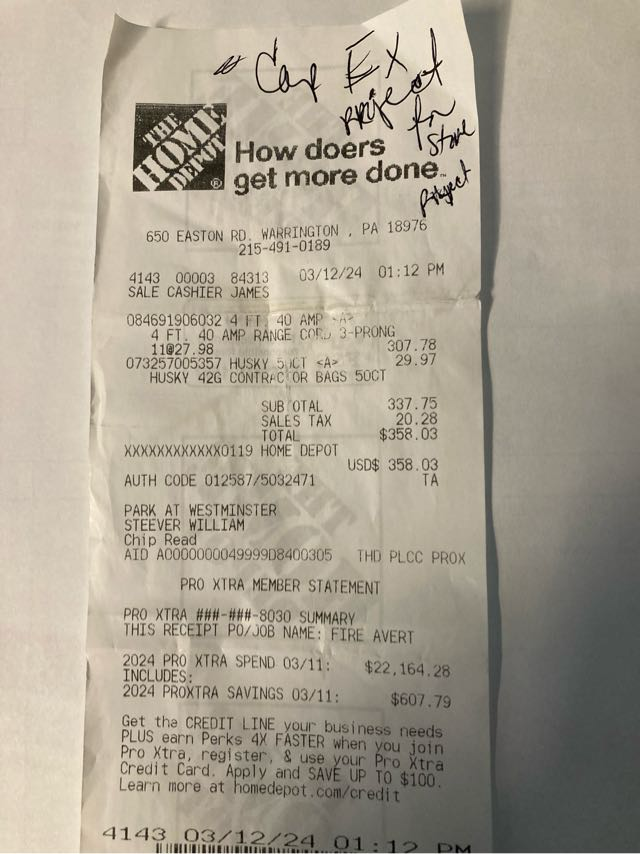 Cap Ex
project
for
Stove
project
THE
HOME
DEPOT
How doers
get more done™
650 EASTON RD. WARRINGTON , PA 18976
215-491-0189
4143 00003 84313 03/12/24 01:12 PM
SALE CASHIER JAMES
084691906032 4 FT. 40 AMP <A>
4 FT. 40 AMP RANGE CORD 3-PRONG
11@27.98 307.78
073257005357 HUSKY 50CT <A> 29.97
HUSKY 42G CONTRACTOR BAGS 50CT
SUBTOTAL 337.75
SALES TAX 20.28
TOTAL $358.03
XXXXXXXXXXXX0119 HOME DEPOT
USD$ 358.03
AUTH CODE 012587/5032471 TA
PARK AT WESTMINSTER
STEEVER WILLIAM
Chip Read
AID A0000000049999D8400305 THD PLCC PROX
PRO XTRA MEMBER STATEMENT
PRO XTRA ###-###-8030 SUMMARY
THIS RECEIPT PO/JOB NAME: FIRE AVERT
2024 PRO XTRA SPEND 03/11: $22,164.28
INCLUDES:
2024 PROXTRA SAVINGS 03/11: $607.79
Get the CREDIT LINE your business needs
PLUS earn Perks 4X FASTER when you join
Pro Xtra, register, & use your Pro Xtra
Credit Card. Apply and SAVE UP TO $100.
Learn more at homedepot.com/credit
4143 03/12/24 01:12 PM